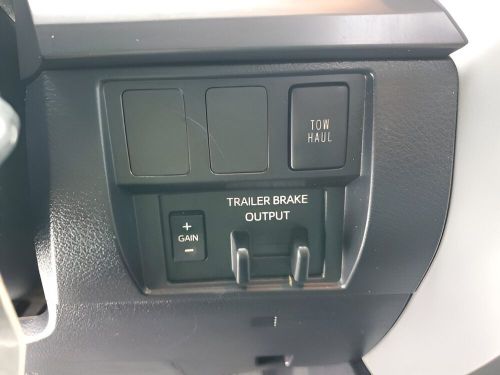 TOW
HAUL
TRAILER BRAKE
OUTPUT
+
GAIN
-